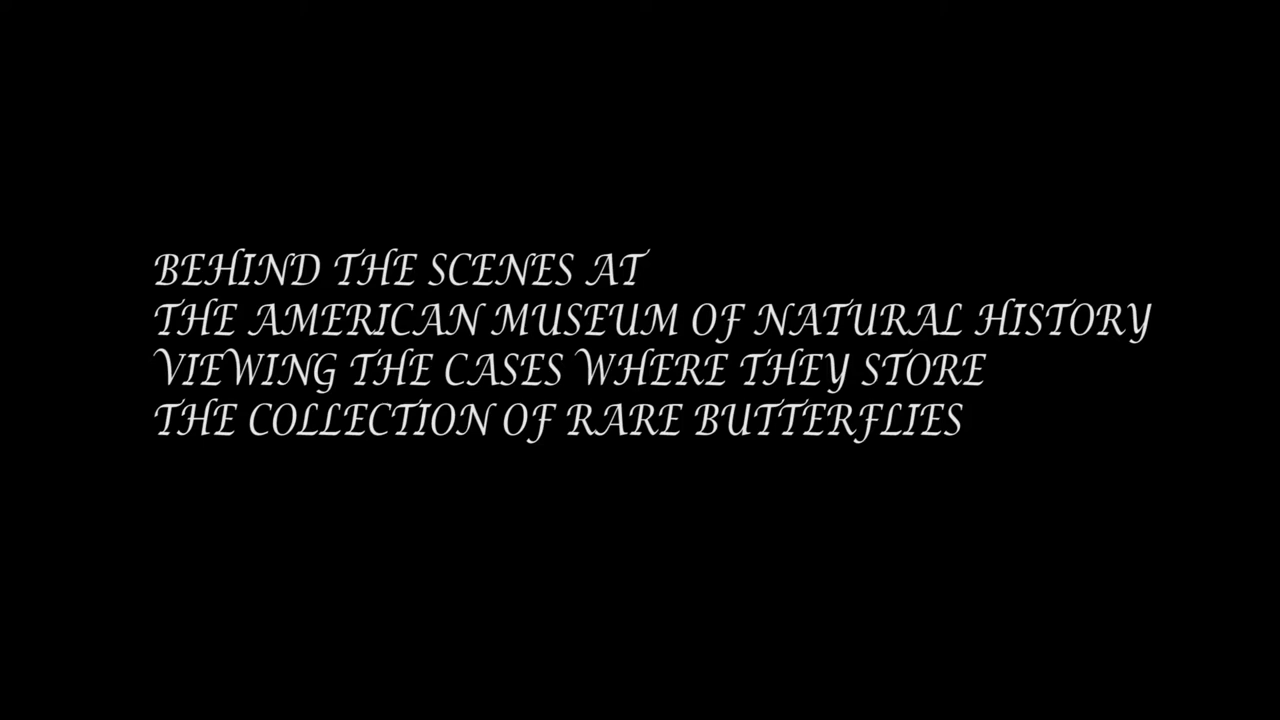 BEHIND THE SCENES AT
THE AMERICAN MUSEUM OF NATURAL HISTORY
VIEWING THE CASES WHERE THEY STORE
THE COLLECTION OF RARE BUTTERFLIES